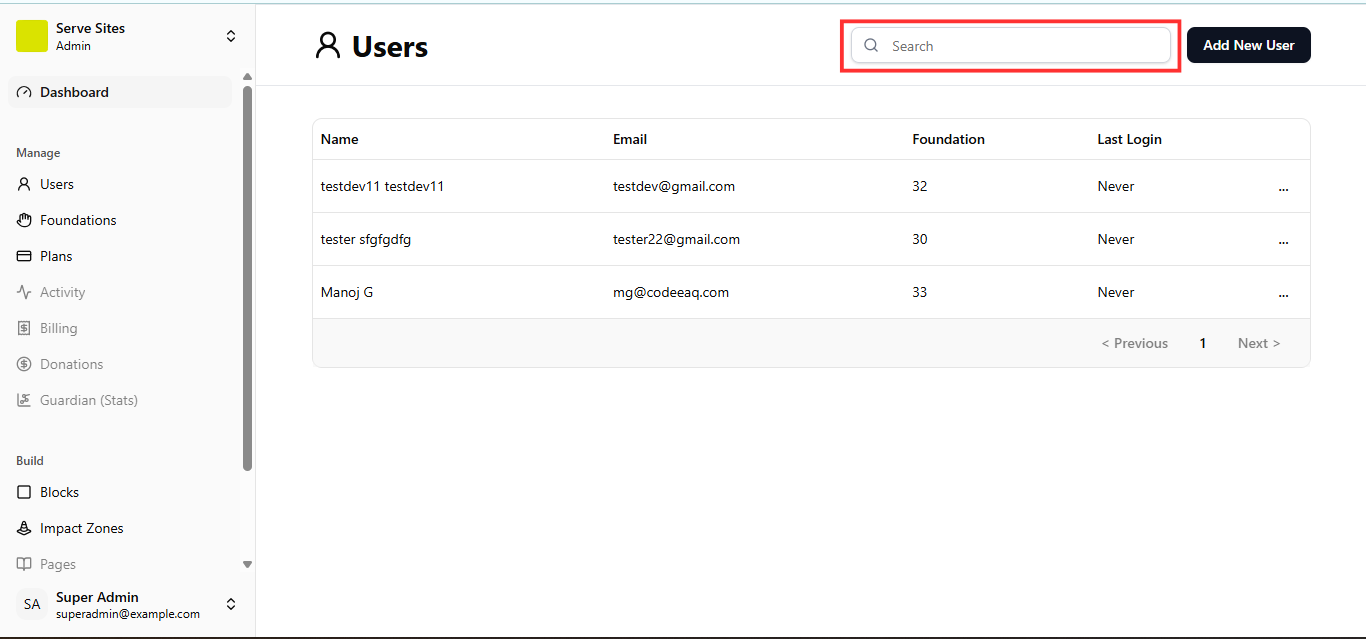 Serve Sites
Admin
Dashboard
Manage
Users
Foundations
Plans
Activity
Billing
Donations
Guardian (Stats)
Build
Blocks
Impact Zones
Pages
SA
Super Admin
superadmin@example.com
Users
Search
Add New User
Name Email Foundation Last Login
testdev11 testdev11 testdev@gmail.com 32 Never ...
tester sfgfgdfg tester22@gmail.com 30 Never ...
Manoj G mg@codeeaq.com 33 Never ...
< Previous 1 Next >